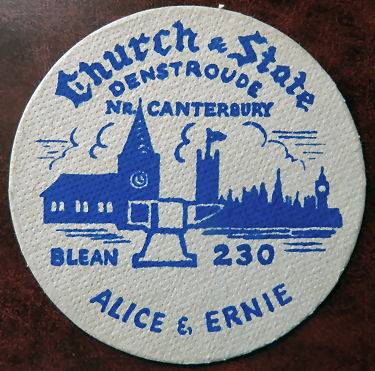 Church & State
DENSTROUDE
NR. CANTERBURY
BLEAN 230
ALICE & ERNIE